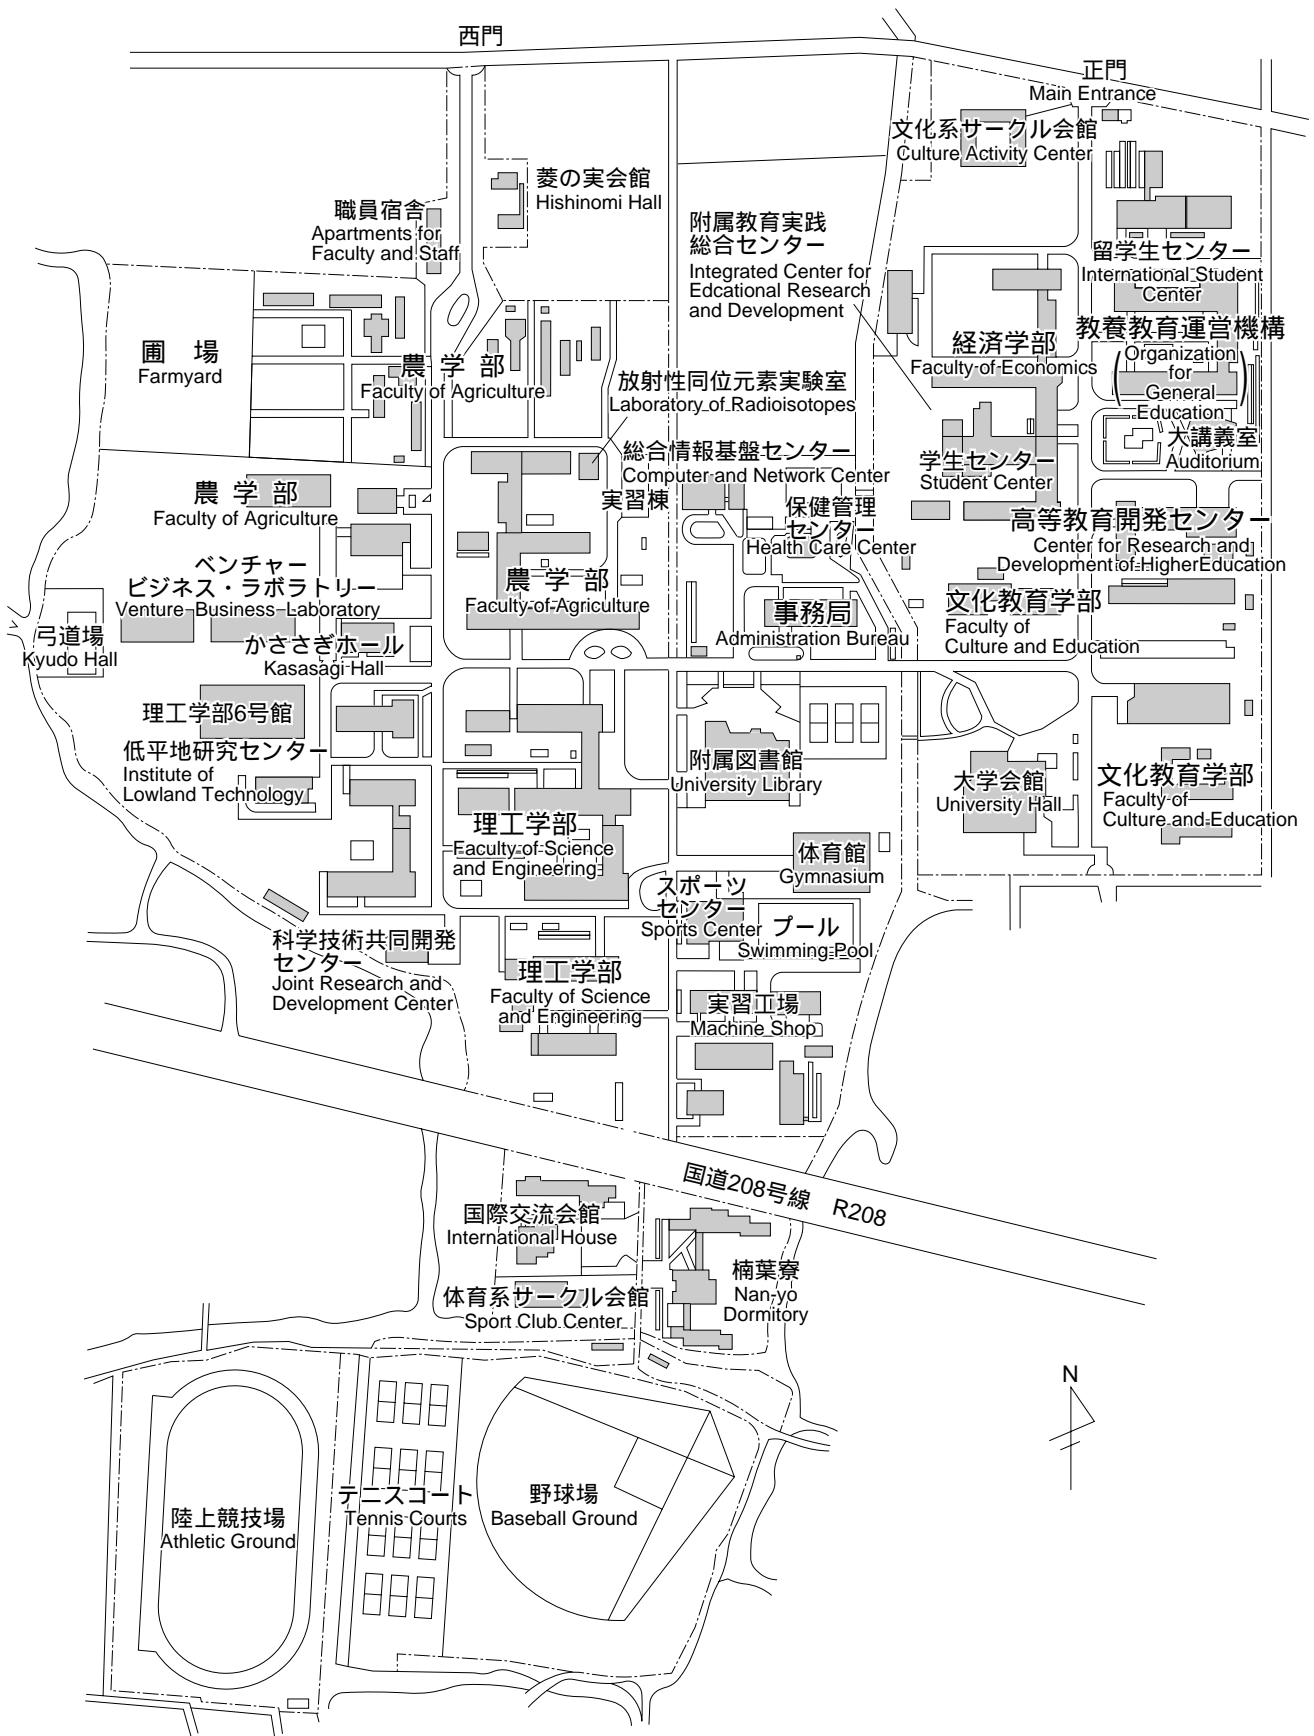 西門
正門
Main Entrance
文化系サークル会館
Culture Activity Center
菱の実会館
Hishinomi Hall
職員宿舎
Apartments for
Faculty and Staff
附属教育実践
総合センター
Integrated Center for
Edcational Research
and Development
留学生センター
International Student
Center
圃　場
Farmyard
農 学 部
Faculty of Agriculture
経済学部
Faculty of Economics
教養教育運営機構
Organization
for
General
Education
放射性同位元素実験室
Laboratory of Radioisotopes
大講義室
Auditorium
総合情報基盤センター
Computer and Network Center
学生センター
Student Center
農 学 部
Faculty of Agriculture
実習棟
保健管理
センター
Health Care Center
高等教育開発センター
Center for Research and
Development of HigherEducation
ベンチャー
ビジネス・ラボラトリー
Venture Business Laboratory
農 学 部
Faculty of Agriculture
事務局
Administration Bureau
文化教育学部
Faculty of
Culture and Education
弓道場
Kyudo Hall
かささぎホール
Kasasagi Hall
理工学部6号館
低平地研究センター
Institute of
Lowland Technology
附属図書館
University Library
大学会館
University Hall
文化教育学部
Faculty of
Culture and Education
理工学部
Faculty of Science
and Engineering
体育館
Gymnasium
スポーツ
センター
Sports Center
プール
Swimming Pool
科学技術共同開発
センター
Joint Research and
Development Center
理工学部
Faculty of Science
and Engineering
実習工場
Machine Shop
国道208号線　R208
国際交流会館
International House
楠葉寮
Nan-yo
Dormitory
体育系サークル会館
Sport Club Center
N
テニスコート
Tennis Courts
野球場
Baseball Ground
陸上競技場
Athletic Ground